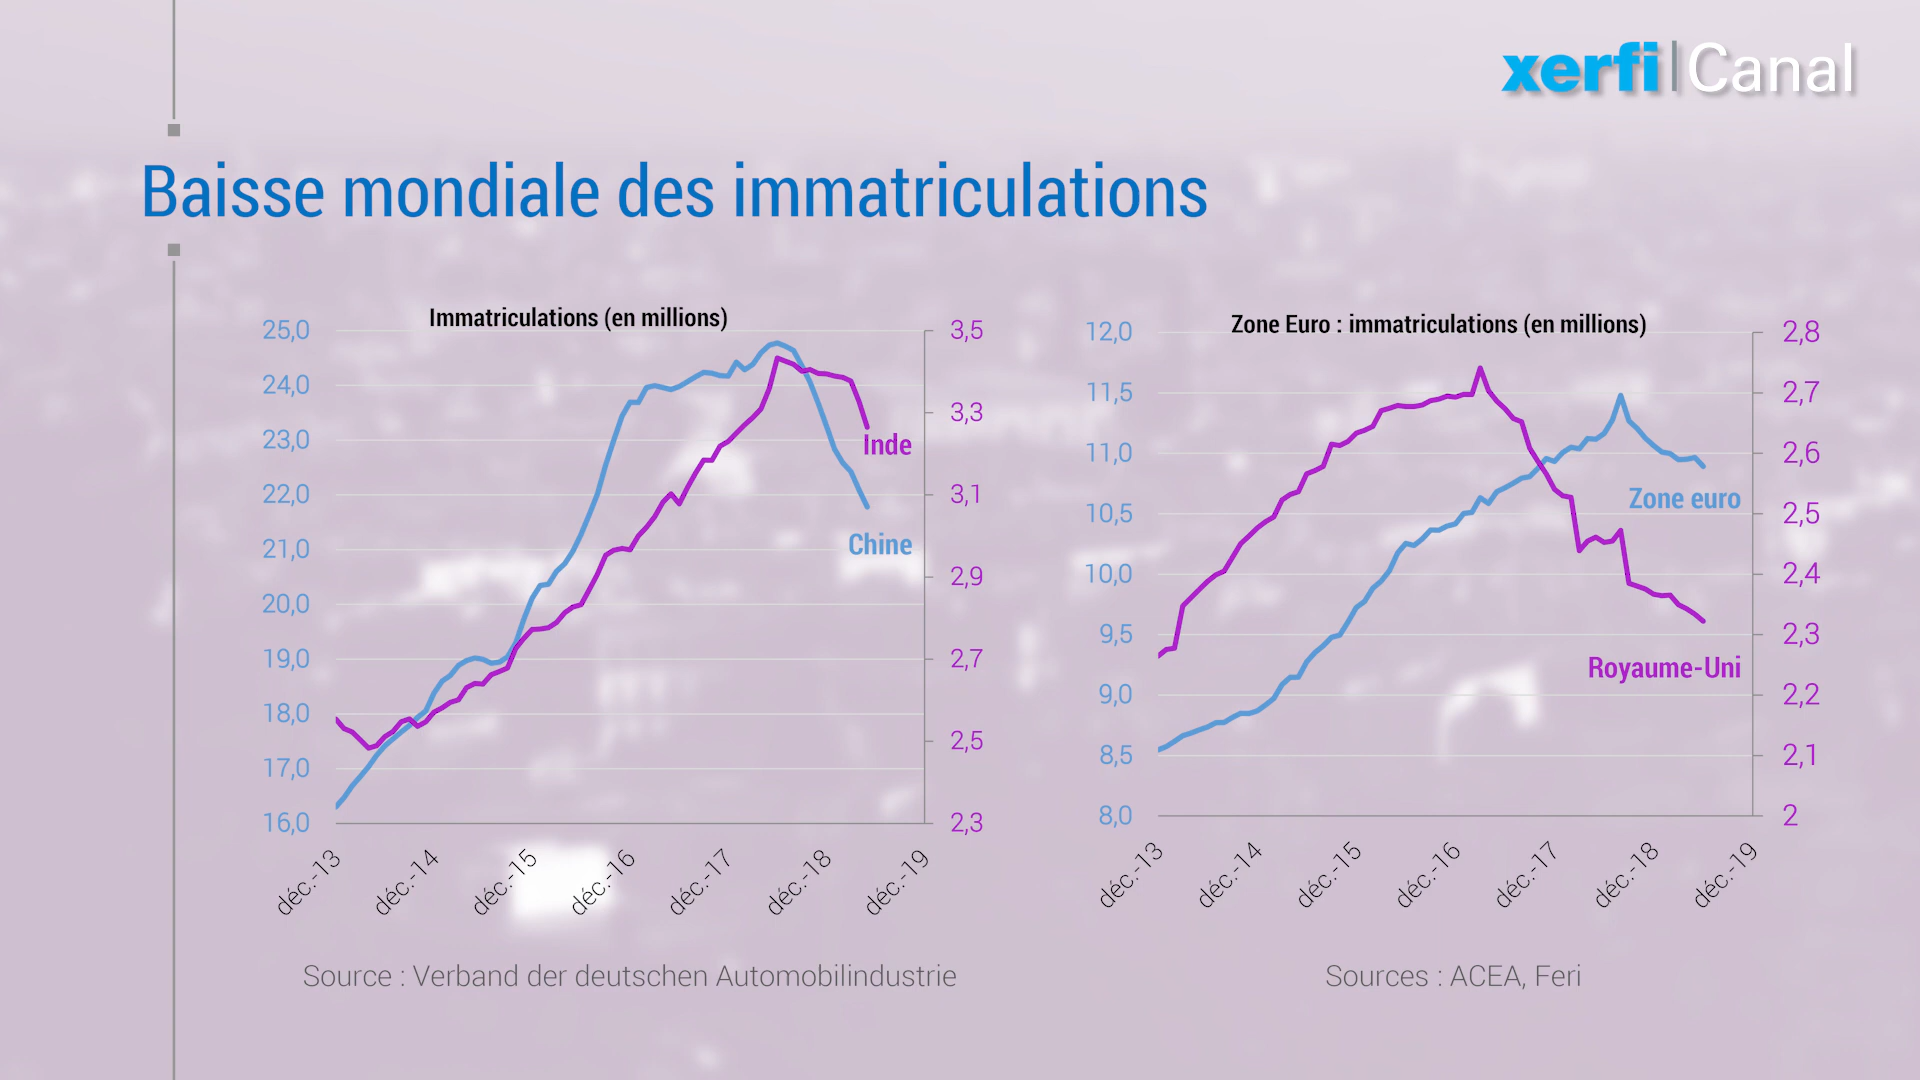 xerfi Canal
Baisse mondiale des immatriculations
Immatriculations (en millions)
25,0
24,0
23,0
22,0
21,0
20,0
19,0
18,0
17,0
16,0
3,5
3,3
3,1
2,9
2,7
2,5
2,3
Inde
Chine
déc.-13
déc.-14
déc.-15
déc.-16
déc.-17
déc.-18
déc.-19
Source : Verband der deutschen Automobilindustrie
Zone Euro : immatriculations (en millions)
12,0
11,5
11,0
10,5
10,0
9,5
9,0
8,5
8,0
2,8
2,7
2,6
2,5
2,4
2,3
2,2
2,1
2
Zone euro
Royaume-Uni
déc.-13
déc.-14
déc.-15
déc.-16
déc.-17
déc.-18
déc.-19
Sources : ACEA, Feri